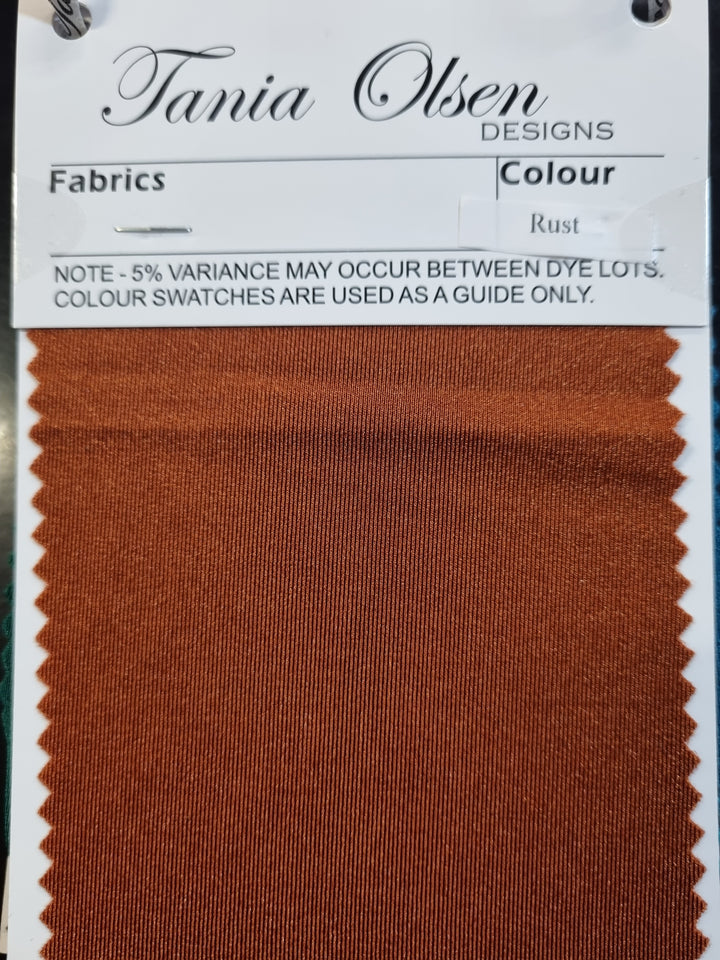 Tania Olsen
DESIGNS
Fabrics
Colour
Rust
NOTE - 5% VARIANCE MAY OCCUR BETWEEN DYE LOTS.
COLOUR SWATCHES ARE USED AS A GUIDE ONLY.